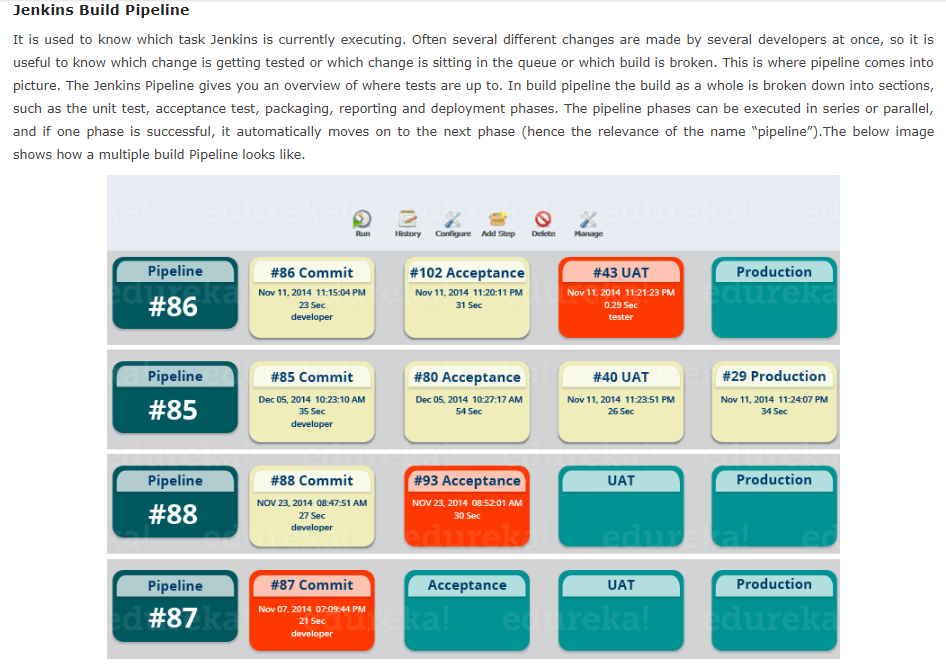 Jenkins Build Pipeline
It is used to know which task Jenkins is currently executing. Often several different changes are made by several developers at once, so it is
useful to know which change is getting tested or which change is sitting in the queue or which build is broken. This is where pipeline comes into
picture. The Jenkins Pipeline gives you an overview of where tests are up to. In build pipeline the build as a whole is broken down into sections,
such as the unit test, acceptance test, packaging, reporting and deployment phases. The pipeline phases can be executed in series or parallel,
and if one phase is successful, it automatically moves on to the next phase (hence the relevance of the name “pipeline”).The below image
shows how a multiple build Pipeline looks like.
Run History Configure Add Step Delete Manage
Pipeline
#86
#86 Commit
Nov 11, 2014 11:15:04 PM
23 Sec
developer
#102 Acceptance
Nov 11, 2014 11:20:11 PM
31 Sec
#43 UAT
Nov 11, 2014 11:21:23 PM
0.29 Sec
tester
Production
Pipeline
#85
#85 Commit
Dec 05, 2014 10:23:10 AM
35 Sec
developer
#80 Acceptance
Dec 05, 2014 10:27:17 AM
54 Sec
#40 UAT
Nov 11, 2014 11:23:51 PM
26 Sec
#29 Production
Nov 11, 2014 11:24:07 PM
34 Sec
Pipeline
#88
#88 Commit
NOV 23, 2014 08:47:51 AM
27 Sec
developer
#93 Acceptance
NOV 23, 2014 08:52:01 AM
30 Sec
UAT
Production
Pipeline
#87
#87 Commit
Nov 07, 2014 07:09:44 PM
21 Sec
developer
Acceptance
UAT
Production
edureka!